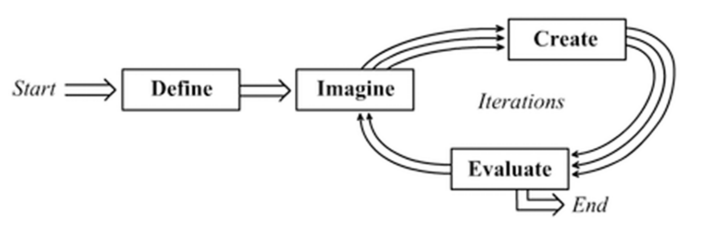 Start
Define
Imagine
Create
Iterations
Evaluate
End